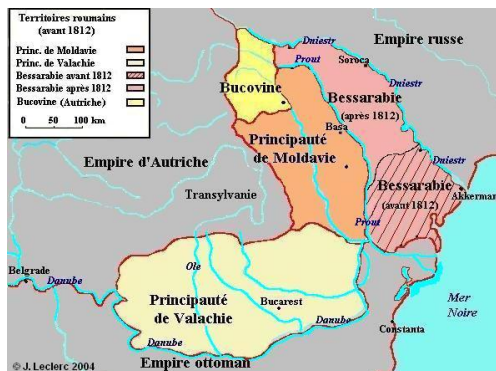 Territoires roumains
(avant 1812)
Princ. de Moldavie
Princ. de Valachie
Bessarabie avant 1812
Bessarabie après 1812
Bucovine (Autriche)
0 50 100
km
Dniestr
Empire russe
Prout
Soroca
Dniestr
Bucovine
Bessarabie
(après 1812)
Basa
Principauté
de Moldavie
Empire d'Autriche
Dniestr
Bessarabie
(avant 1812)
Akkerman
Transylvanie
Prout
Belgrade
Danube
Ole
Principauté
de Valachie
Bucarest
Danube
Mer
Noire
Constanta
Danube
Empire ottoman
© J. Leclerc 2004